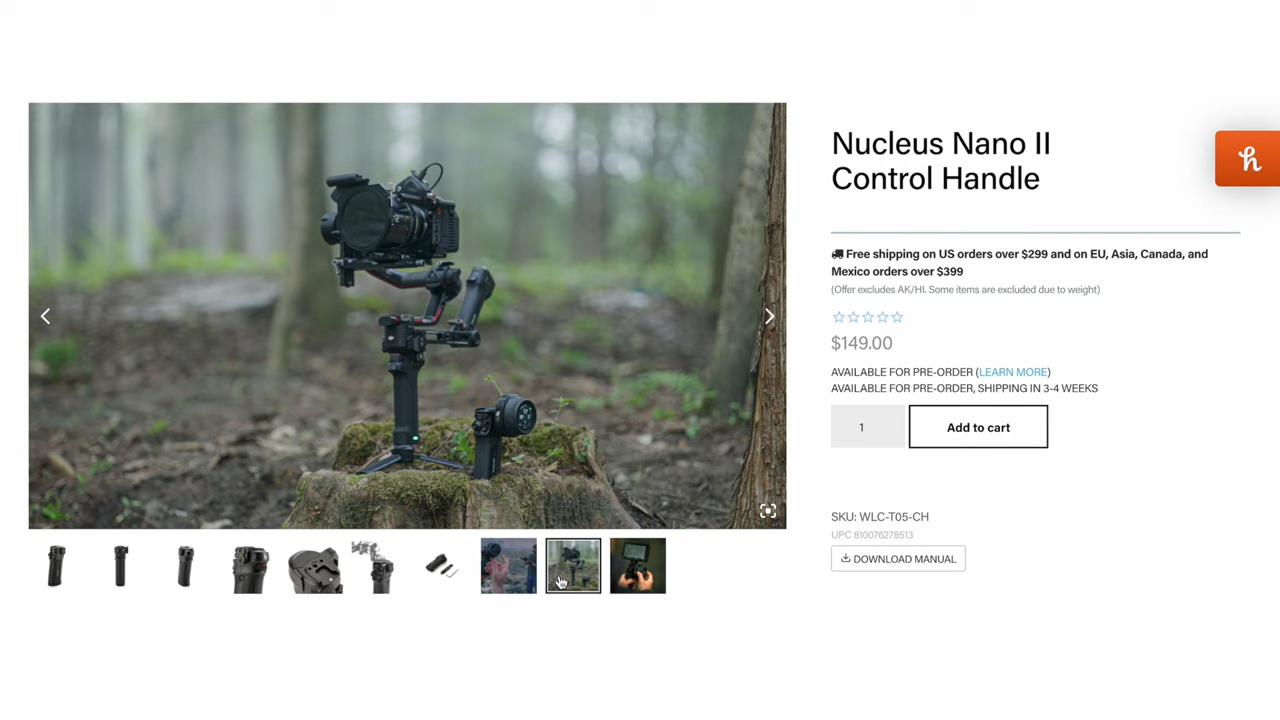 Nucleus Nano II
Control Handle
Free shipping on US orders over $299 and on EU, Asia, Canada, and
Mexico orders over $399
(Offer excludes AK/HI. Some items are excluded due to weight)
$149.00
AVAILABLE FOR PRE-ORDER (LEARN MORE)
AVAILABLE FOR PRE-ORDER, SHIPPING IN 3-4 WEEKS
1
Add to cart
SKU: WLC-T05-CH
UPC 810076278513
DOWNLOAD MANUAL